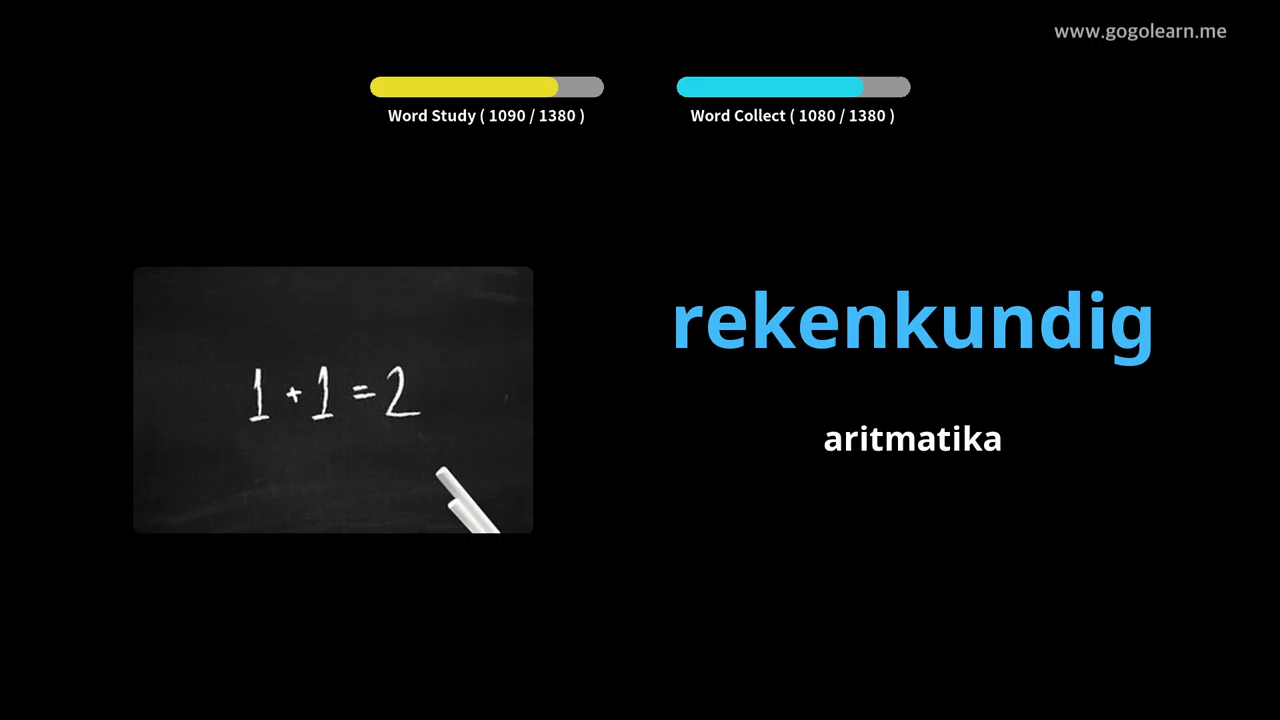 www.gogolearn.me
Word Study ( 1090 / 1380 )
Word Collect ( 1080 / 1380 )
1 + 1 = 2
rekenkundig
aritmatika